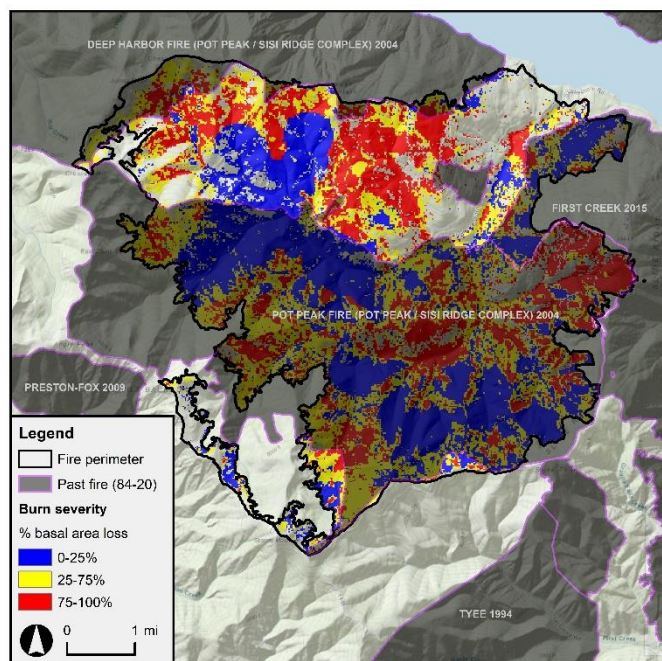 DEEP HARBOR FIRE (POT PEAK / SISI RIDGE COMPLEX) 2004
FIRST CREEK 2015
POT PEAK FIRE (POT PEAK / SISI RIDGE COMPLEX) 2004
PRESTON-FOX 2009
Legend
Fire perimeter
Past fire (84-20)
Burn severity
% basal area loss
0-25%
25-75%
75-100%
0 1 mi
TYEE 1994